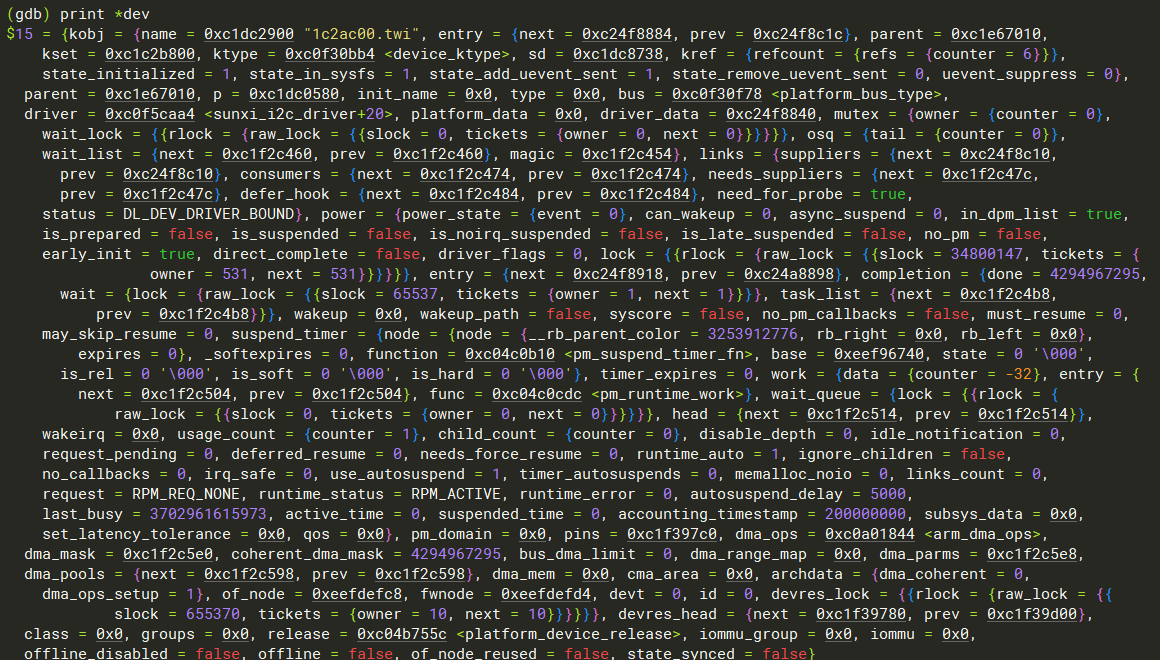 (gdb) print *dev
$15 = {kobj = {name = 0xc1dc2900 "1c2ac00.twi", entry = {next = 0xc24f8884, prev = 0xc24f8c1c}, parent = 0xc1e67010,
kset = 0xc1c2b800, ktype = 0xc0f30bb4 <device_ktype>, sd = 0xc1dc8738, kref = {refcount = {refs = {counter = 6}}},
state_initialized = 1, state_in_sysfs = 1, state_add_uevent_sent = 1, state_remove_uevent_sent = 0, uevent_suppress = 0},
parent = 0xc1e67010, p = 0xc1dc0580, init_name = 0x0, type = 0x0, bus = 0xc0f30f78 <platform_bus_type>,
driver = 0xc0f5caa4 <sunxi_i2c_driver+20>, platform_data = 0x0, driver_data = 0xc24f8840, mutex = {owner = {counter = 0},
wait_lock = {{rlock = {raw_lock = {{slock = 0, tickets = {owner = 0, next = 0}}}}}}, osq = {tail = {counter = 0}},
wait_list = {next = 0xc1f2c460, prev = 0xc1f2c460}, magic = 0xc1f2c454}, links = {suppliers = {next = 0xc24f8c10,
prev = 0xc24f8c10}, consumers = {next = 0xc1f2c474, prev = 0xc1f2c474}, needs_suppliers = {next = 0xc1f2c47c,
prev = 0xc1f2c47c}, defer_hook = {next = 0xc1f2c484, prev = 0xc1f2c484}, need_for_probe = true,
status = DL_DEV_DRIVER_BOUND}, power = {power_state = {event = 0}, can_wakeup = 0, async_suspend = 0, in_dpm_list = true,
is_prepared = false, is_suspended = false, is_noirq_suspended = false, is_late_suspended = false, no_pm = false,
early_init = true, direct_complete = false, driver_flags = 0, lock = {{rlock = {raw_lock = {{slock = 34800147, tickets = {
owner = 531, next = 531}}}}}}, entry = {next = 0xc24f8918, prev = 0xc24a8898}, completion = {done = 4294967295,
wait = {lock = {raw_lock = {{slock = 65537, tickets = {owner = 1, next = 1}}}}, task_list = {next = 0xc1f2c4b8,
prev = 0xc1f2c4b8}}}, wakeup = 0x0, wakeup_path = false, syscore = false, no_pm_callbacks = false, must_resume = 0,
may_skip_resume = 0, suspend_timer = {node = {node = {__rb_parent_color = 3253912776, rb_right = 0x0, rb_left = 0x0},
expires = 0}, _softexpires = 0, function = 0xc04c0b10 <pm_suspend_timer_fn>, base = 0xeef96740, state = 0 '\000',
is_rel = 0 '\000', is_soft = 0 '\000', is_hard = 0 '\000'}, timer_expires = 0, work = {data = {counter = -32}, entry = {
next = 0xc1f2c504, prev = 0xc1f2c504}, func = 0xc04c0cdc <pm_runtime_work>}, wait_queue = {lock = {{rlock = {
raw_lock = {{slock = 0, tickets = {owner = 0, next = 0}}}}}}, head = {next = 0xc1f2c514, prev = 0xc1f2c514}},
wakeirq = 0x0, usage_count = {counter = 1}, child_count = {counter = 0}, disable_depth = 0, idle_notification = 0,
request_pending = 0, deferred_resume = 0, needs_force_resume = 0, runtime_auto = 1, ignore_children = false,
no_callbacks = 0, irq_safe = 0, use_autosuspend = 1, timer_autosuspends = 0, memalloc_noio = 0, links_count = 0,
request = RPM_REQ_NONE, runtime_status = RPM_ACTIVE, runtime_error = 0, autosuspend_delay = 5000,
last_busy = 3702961615973, active_time = 0, suspended_time = 0, accounting_timestamp = 200000000, subsys_data = 0x0,
set_latency_tolerance = 0x0, qos = 0x0}, pm_domain = 0x0, pins = 0xc1f397c0, dma_ops = 0xc0a01844 <arm_dma_ops>,
dma_mask = 0xc1f2c5e0, coherent_dma_mask = 4294967295, bus_dma_limit = 0, dma_range_map = 0x0, dma_parms = 0xc1f2c5e8,
dma_pools = {next = 0xc1f2c598, prev = 0xc1f2c598}, dma_mem = 0x0, cma_area = 0x0, archdata = {dma_coherent = 0,
dma_ops_setup = 1}, of_node = 0xeefdefc8, fwnode = 0xeefdefd4, devt = 0, id = 0, devres_lock = {{rlock = {raw_lock = {{
slock = 655370, tickets = {owner = 10, next = 10}}}}}}, devres_head = {next = 0xc1f39780, prev = 0xc1f39d00},
class = 0x0, groups = 0x0, release = 0xc04b755c <platform_device_release>, iommu_group = 0x0, iommu = 0x0,
offline_disabled = false, offline = false, of_node_reused = false, state_synced = false}